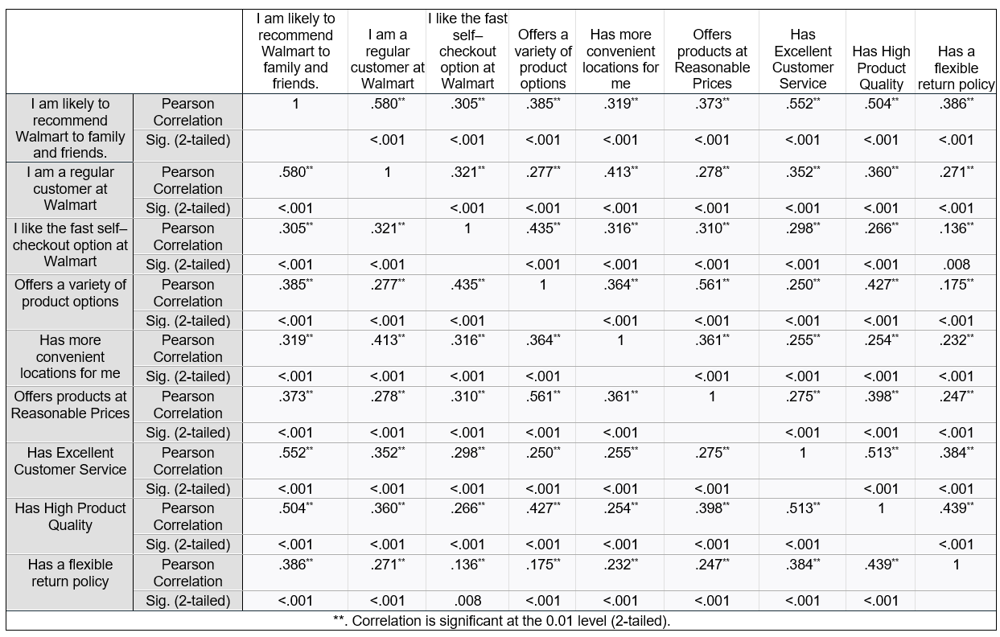 I am likely to recommend Walmart to family and friends. I am a regular customer at Walmart I like the fast self–checkout option at Walmart Offers a variety of product options Has more convenient locations for me Offers products at Reasonable Prices Has Excellent Customer Service Has High Product Quality Has a flexible return policy
I am likely to recommend Walmart to family and friends. Pearson Correlation 1 .580** .305** .385** .319** .373** .552** .504** .386**
Sig. (2-tailed) <.001 <.001 <.001 <.001 <.001 <.001 <.001 <.001
I am a regular customer at Walmart Pearson Correlation .580** 1 .321** .277** .413** .278** .352** .360** .271**
Sig. (2-tailed) <.001 <.001 <.001 <.001 <.001 <.001 <.001 <.001
I like the fast self–checkout option at Walmart Pearson Correlation .305** .321** 1 .435** .316** .310** .298** .266** .136**
Sig. (2-tailed) <.001 <.001 <.001 <.001 <.001 <.001 <.001 .008
Offers a variety of product options Pearson Correlation .385** .277** .435** 1 .364** .561** .250** .427** .175**
Sig. (2-tailed) <.001 <.001 <.001 <.001 <.001 <.001 <.001 <.001
Has more convenient locations for me Pearson Correlation .319** .413** .316** .364** 1 .361** .255** .254** .232**
Sig. (2-tailed) <.001 <.001 <.001 <.001 <.001 <.001 <.001 <.001
Offers products at Reasonable Prices Pearson Correlation .373** .278** .310** .561** .361** 1 .275** .398** .247**
Sig. (2-tailed) <.001 <.001 <.001 <.001 <.001 <.001 <.001 <.001
Has Excellent Customer Service Pearson Correlation .552** .352** .298** .250** .255** .275** 1 .513** .384**
Sig. (2-tailed) <.001 <.001 <.001 <.001 <.001 <.001 <.001 <.001
Has High Product Quality Pearson Correlation .504** .360** .266** .427** .254** .398** .513** 1 .439**
Sig. (2-tailed) <.001 <.001 <.001 <.001 <.001 <.001 <.001 <.001
Has a flexible return policy Pearson Correlation .386** .271** .136** .175** .232** .247** .384** .439** 1
Sig. (2-tailed) <.001 <.001 .008 <.001 <.001 <.001 <.001 <.001
**. Correlation is significant at the 0.01 level (2-tailed).